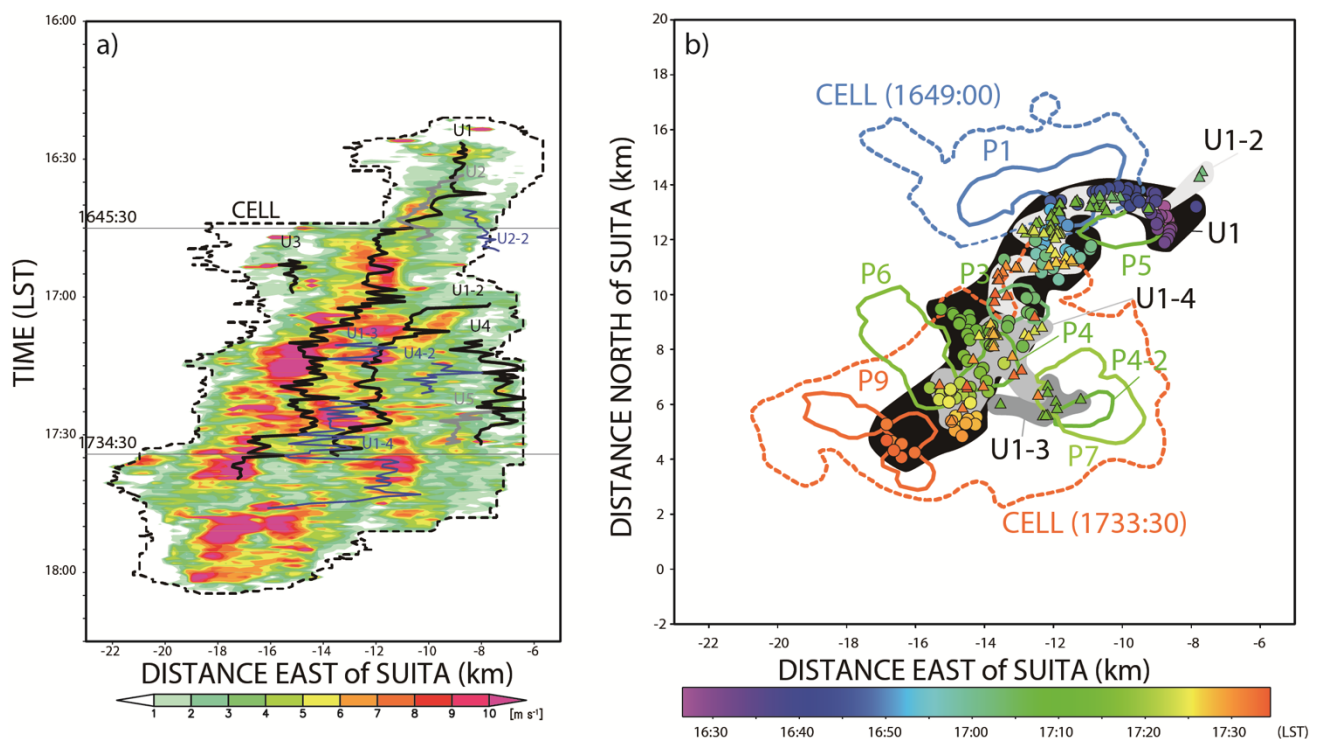 a)
16:00
16:30
1645:30
17:00
17:30
1734:30
18:00
TIME (LST)
CELL
U1
U2
U2-2
U3
U1-2
U4
U1-3
U4-2
U5
U1-4
-22 -20 -18 -16 -14 -12 -10 -8 -6
DISTANCE EAST of SUITA (km)
1 2 3 4 5 6 7 8 9 10 [m s⁻¹]
b)
20
18
16
14
12
10
8
6
4
2
0
-2
DISTANCE NORTH of SUITA (km)
CELL (1649:00)
P1
U1-2
U1
P5
P6
P3
U1-4
P4
P4-2
P9
U1-3
P7
CELL (1733:30)
-22 -20 -18 -16 -14 -12 -10 -8 -6
DISTANCE EAST of SUITA (km)
16:30 16:40 16:50 17:00 17:10 17:20 17:30 (LST)